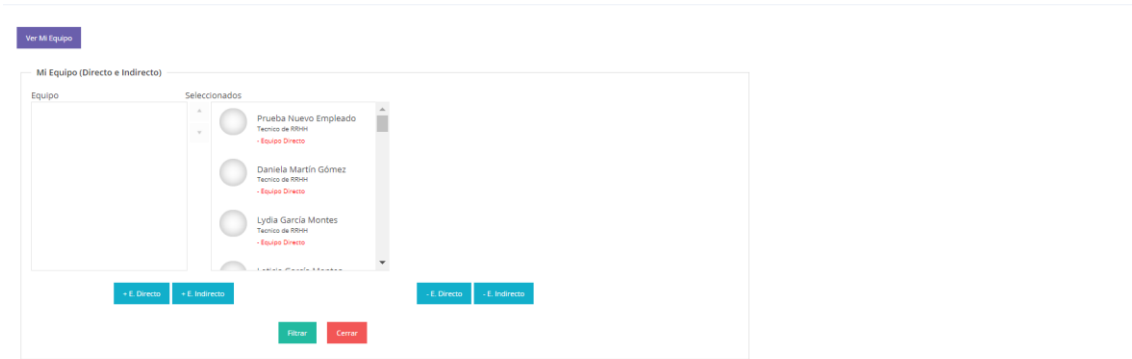 Ver Mi Equipo
Mi Equipo (Directo e Indirecto)
Equipo
Seleccionados
Prueba Nuevo Empleado
Tecnico de RRHH
- Equipo Directo
Daniela Martín Gómez
Tecnico de RRHH
- Equipo Directo
Lydia García Montes
Tecnico de RRHH
- Equipo Directo
+ E. Directo
+ E. Indirecto
- E. Directo
- E. Indirecto
Filtrar
Cerrar